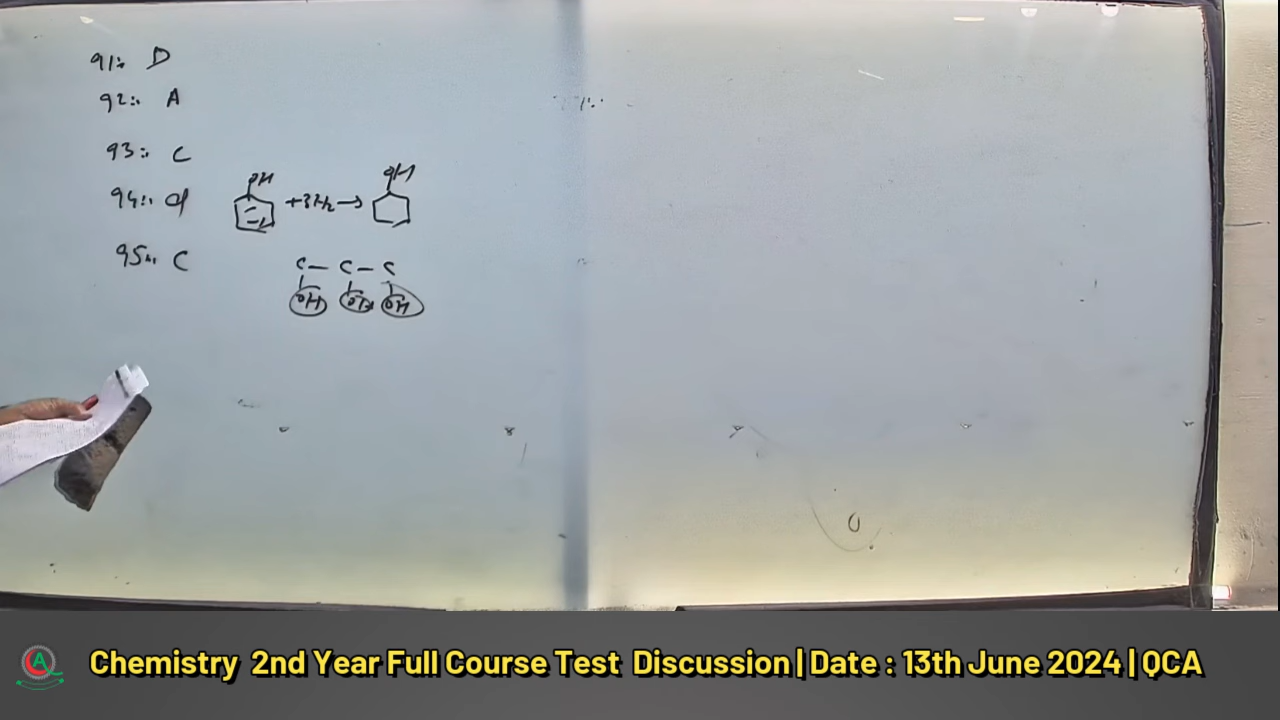 91:. D
92:. A
93:. C
94:. d
OH +3H2→ OH
95:. C
C — C — C
OH OH OH
Chemistry 2nd Year Full Course Test Discussion | Date : 13th June 2024 | QCA